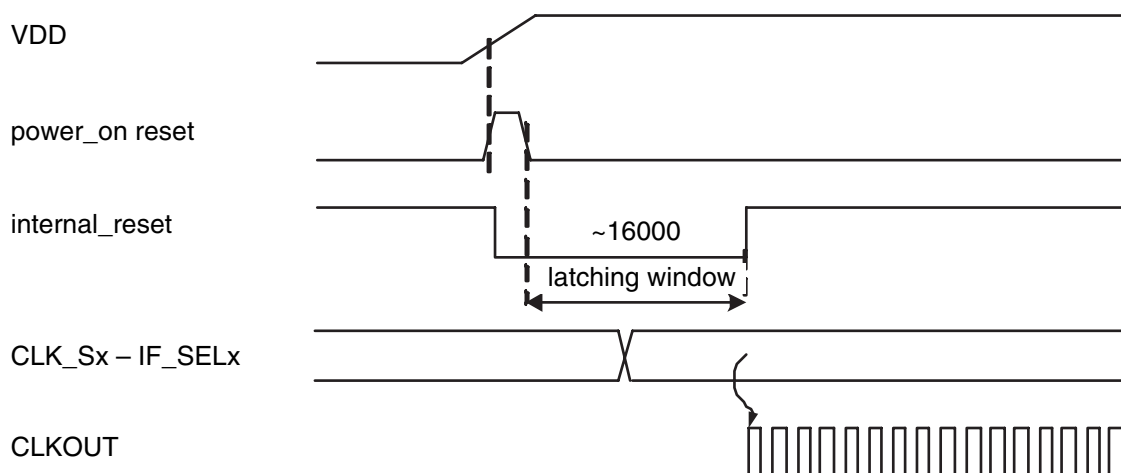 VDD
power_on reset
internal_reset
~16000
latching window
CLK_Sx – IF_SELx
CLKOUT